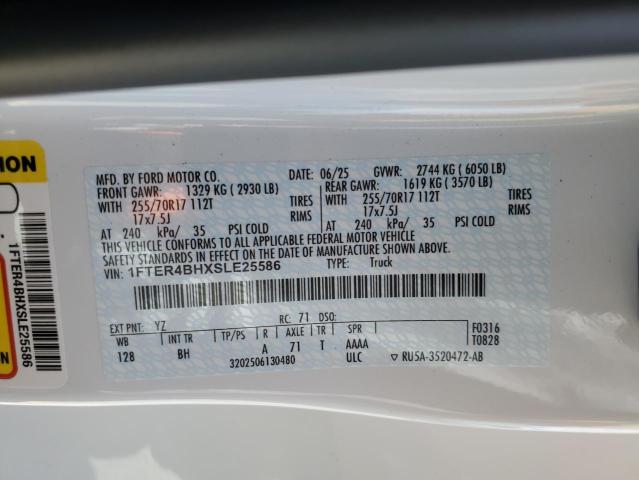 MFD. BY FORD MOTOR CO.
DATE: 06/25 GVWR: 2744 KG ( 6050 LB)
FRONT GAWR: 1329 KG ( 2930 LB)
REAR GAWR: 1619 KG ( 3570 LB)
WITH 255/70R17 112T TIRES
WITH 255/70R17 112T TIRES
17x7.5J RIMS
17x7.5J RIMS
AT 240 kPa/ 35 PSI COLD
AT 240 kPa/ 35 PSI COLD
THIS VEHICLE CONFORMS TO ALL APPLICABLE FEDERAL MOTOR VEHICLE
SAFETY STANDARDS IN EFFECT ON THE DATE OF MANUFACTURE SHOWN ABOVE.
VIN: 1FTER4BHXSLE25586 TYPE: Truck
EXT PNT: YZ RC: 71 DSO:
WB INT TR TP/PS R AXLE TR SPR F0316
128 BH A 71 T AAAA T0828
3202506130480 ULC RU5A-3520472-AB
ION
1FTER4BHXSLE25586